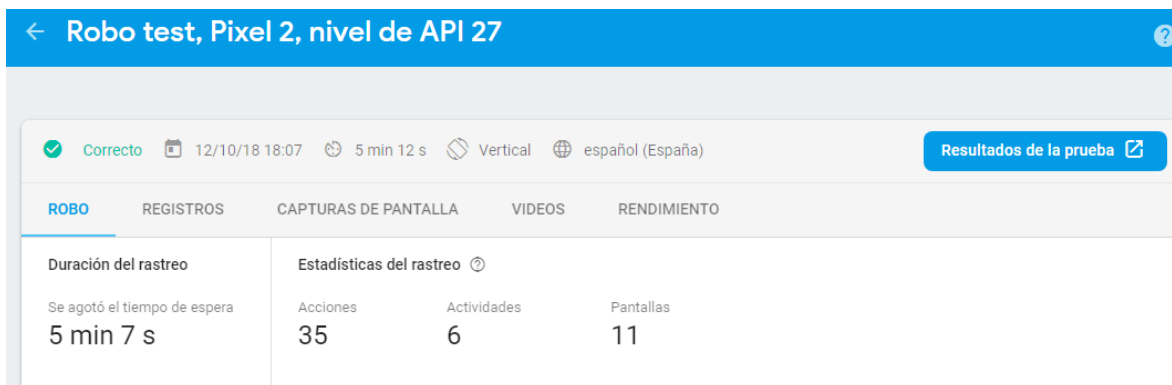 Robo test, Pixel 2, nivel de API 27
Correcto 12/10/18 18:07 5 min 12 s Vertical español (España) Resultados de la prueba
ROBO REGISTROS CAPTURAS DE PANTALLA VIDEOS RENDIMIENTO
Duración del rastreo Estadísticas del rastreo
Se agotó el tiempo de espera Acciones Actividades Pantallas
5 min 7 s 35 6 11